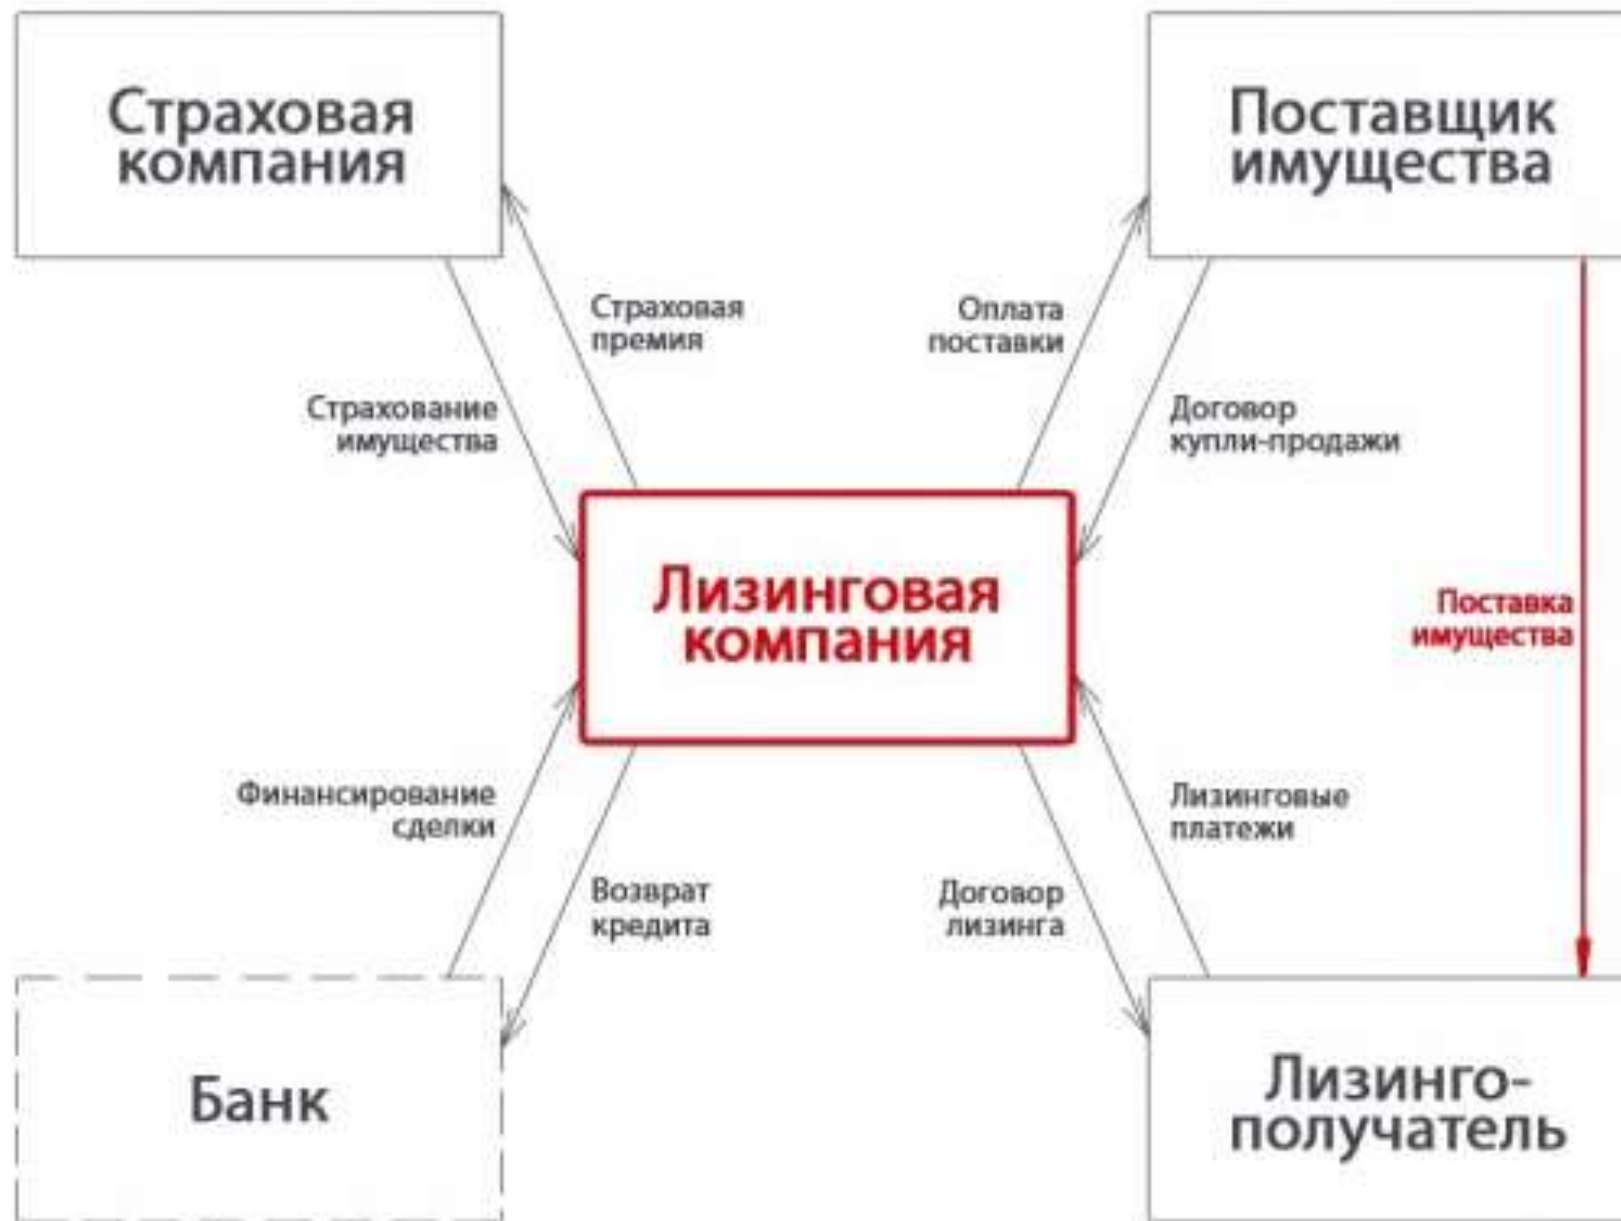 Страховая
компания
Поставщик
имущества
Страховая
премия
Оплата
поставки
Страхование
имущества
Договор
купли-продажи
Лизинговая
компания
Поставка
имущества
Финансирование
сделки
Лизинговые
платежи
Возврат
кредита
Договор
лизинга
Банк
Лизинго-
получатель